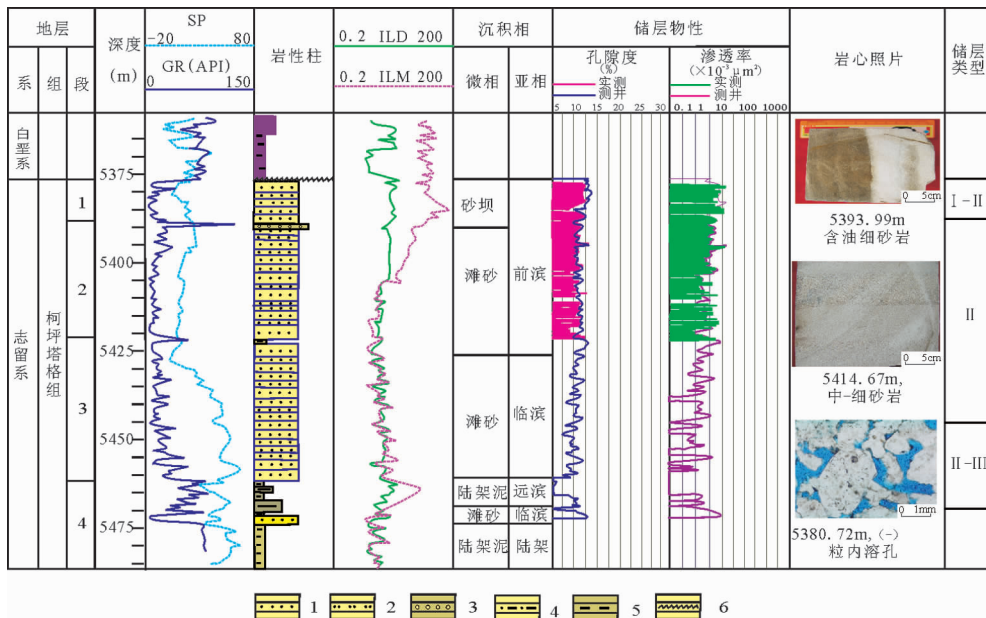 地层
系
组
段
深度
(m)
SP
-20 80
GR(API)
0 150
岩性柱
0.2 ILD 200
0.2 ILM 200
沉积相
微相
亚相
储层物性
孔隙度
(%)
实测
测井
5 10 15 20 25 30
渗透率
(×10⁻³μm²)
实测
测井
0.1 1 10 1000
岩心照片
储层
类型
白垩系
志留系
柯坪塔格组
1
2
3
4
5375
5400
5425
5450
5475
砂坝
滩砂
前滨
滩砂
临滨
陆架泥
远滨
滩砂
临滨
陆架泥
陆架
0 5cm
5393.99m
含油细砂岩
0 5cm
5414.67m,
中-细砂岩
0 1mm
5380.72m,(-)
粒内溶孔
I-II
II
II-III
1
2
3
4
5
6